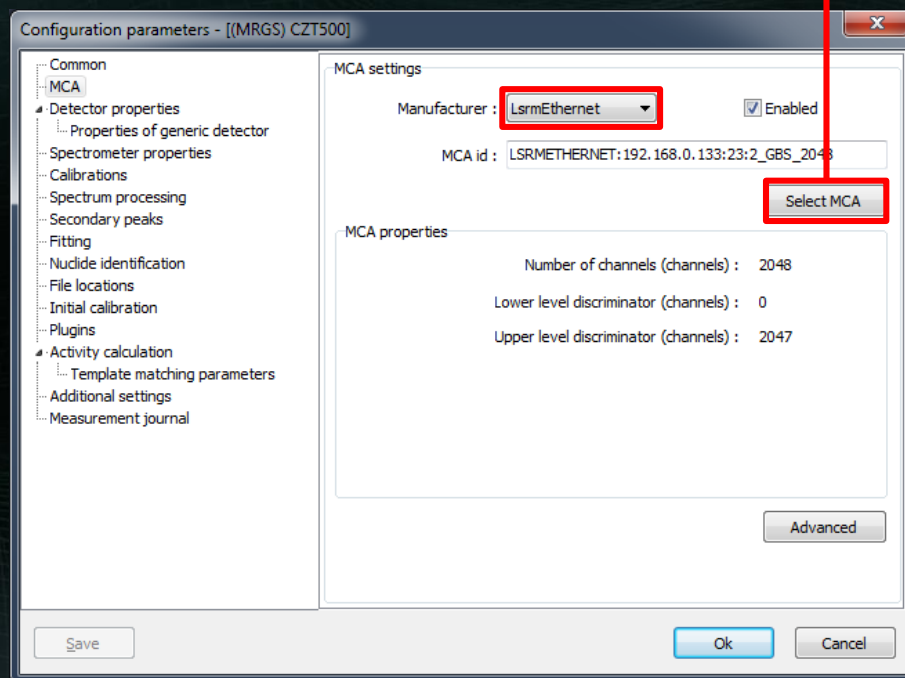 Configuration parameters - [(MRGS) CZT500]
Common
MCA
Detector properties
Properties of generic detector
Spectrometer properties
Calibrations
Spectrum processing
Secondary peaks
Fitting
Nuclide identification
File locations
Initial calibration
Plugins
Activity calculation
Template matching parameters
Additional settings
Measurement journal
MCA settings
Manufacturer : LsrmEthernet Enabled
MCA id : LSRMETHERNET:192.168.0.133:23:2_GBS_2048
Select MCA
MCA properties
Number of channels (channels) : 2048
Lower level discriminator (channels) : 0
Upper level discriminator (channels) : 2047
Advanced
Save Ok Cancel